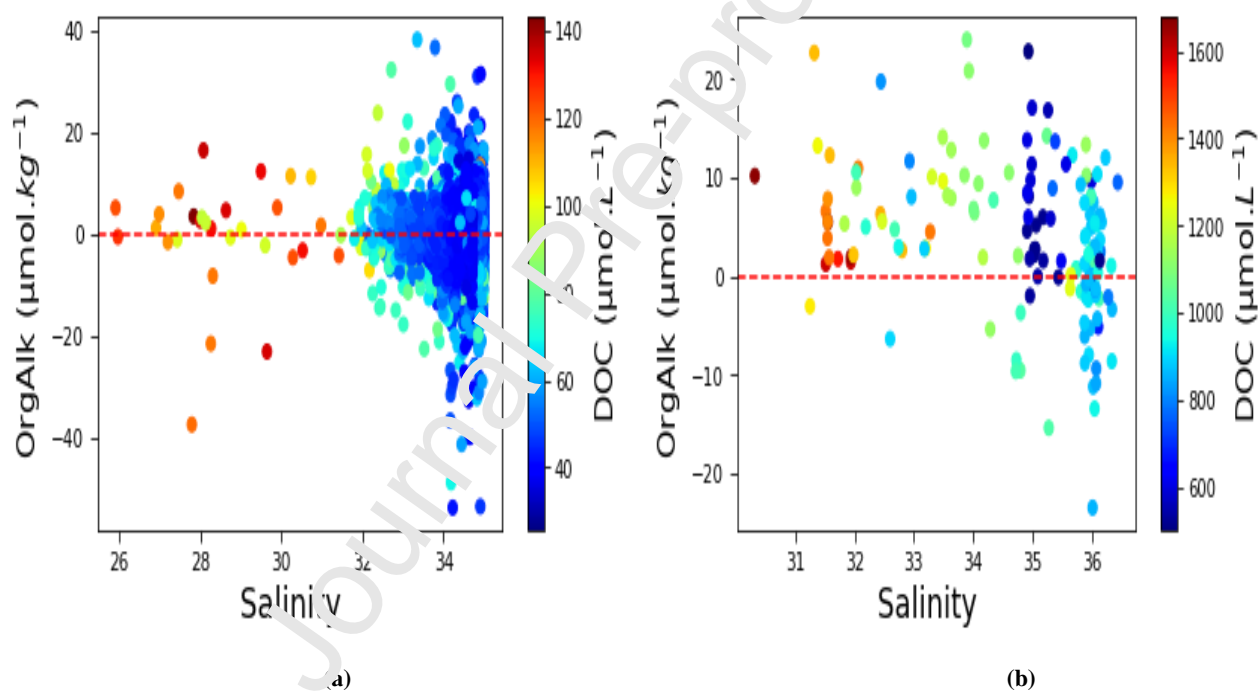 40
20
0
−20
−40
OrgAlk (μmol.kg⁻¹)
26 28 30 32 34
Salinity
140
120
100
80
60
40
DOC (μmol.L⁻¹)
(a)
20
10
0
−10
−20
OrgAlk (μmol.kg⁻¹)
31 32 33 34 35 36
Salinity
1600
1400
1200
1000
800
600
DOC (μmol.L⁻¹)
(b)
Journal Pre-pro